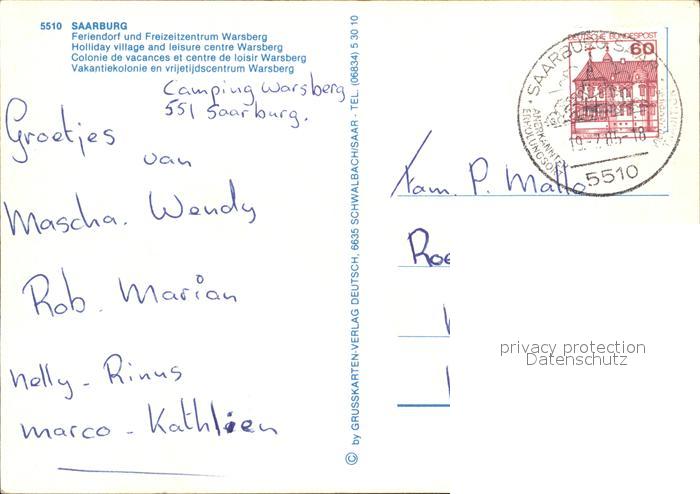 5510 SAARBURG
Feriendorf und Freizeitzentrum Warsberg
Holliday village and leisure centre Warsberg
Colonie de vacances et centre de loisir Warsberg
Vakantiekolonie en vrijetijdscentrum Warsberg
Camping Warsberg
551 Saarburg.
Groetjes
van
Mascha. Wendy
Rob. Marian
Nelly - Rinus
Marco - Kathleen
© by GRUSSKARTEN-VERLAG DEUTSCH, 6635 SCHWALBACH/SAAR - TEL. (06834) 5 30 10
DEUTSCHE BUNDESPOST
60
SAARBURG
5510
Fam. P. Mallo
privacy protection
Datenschutz